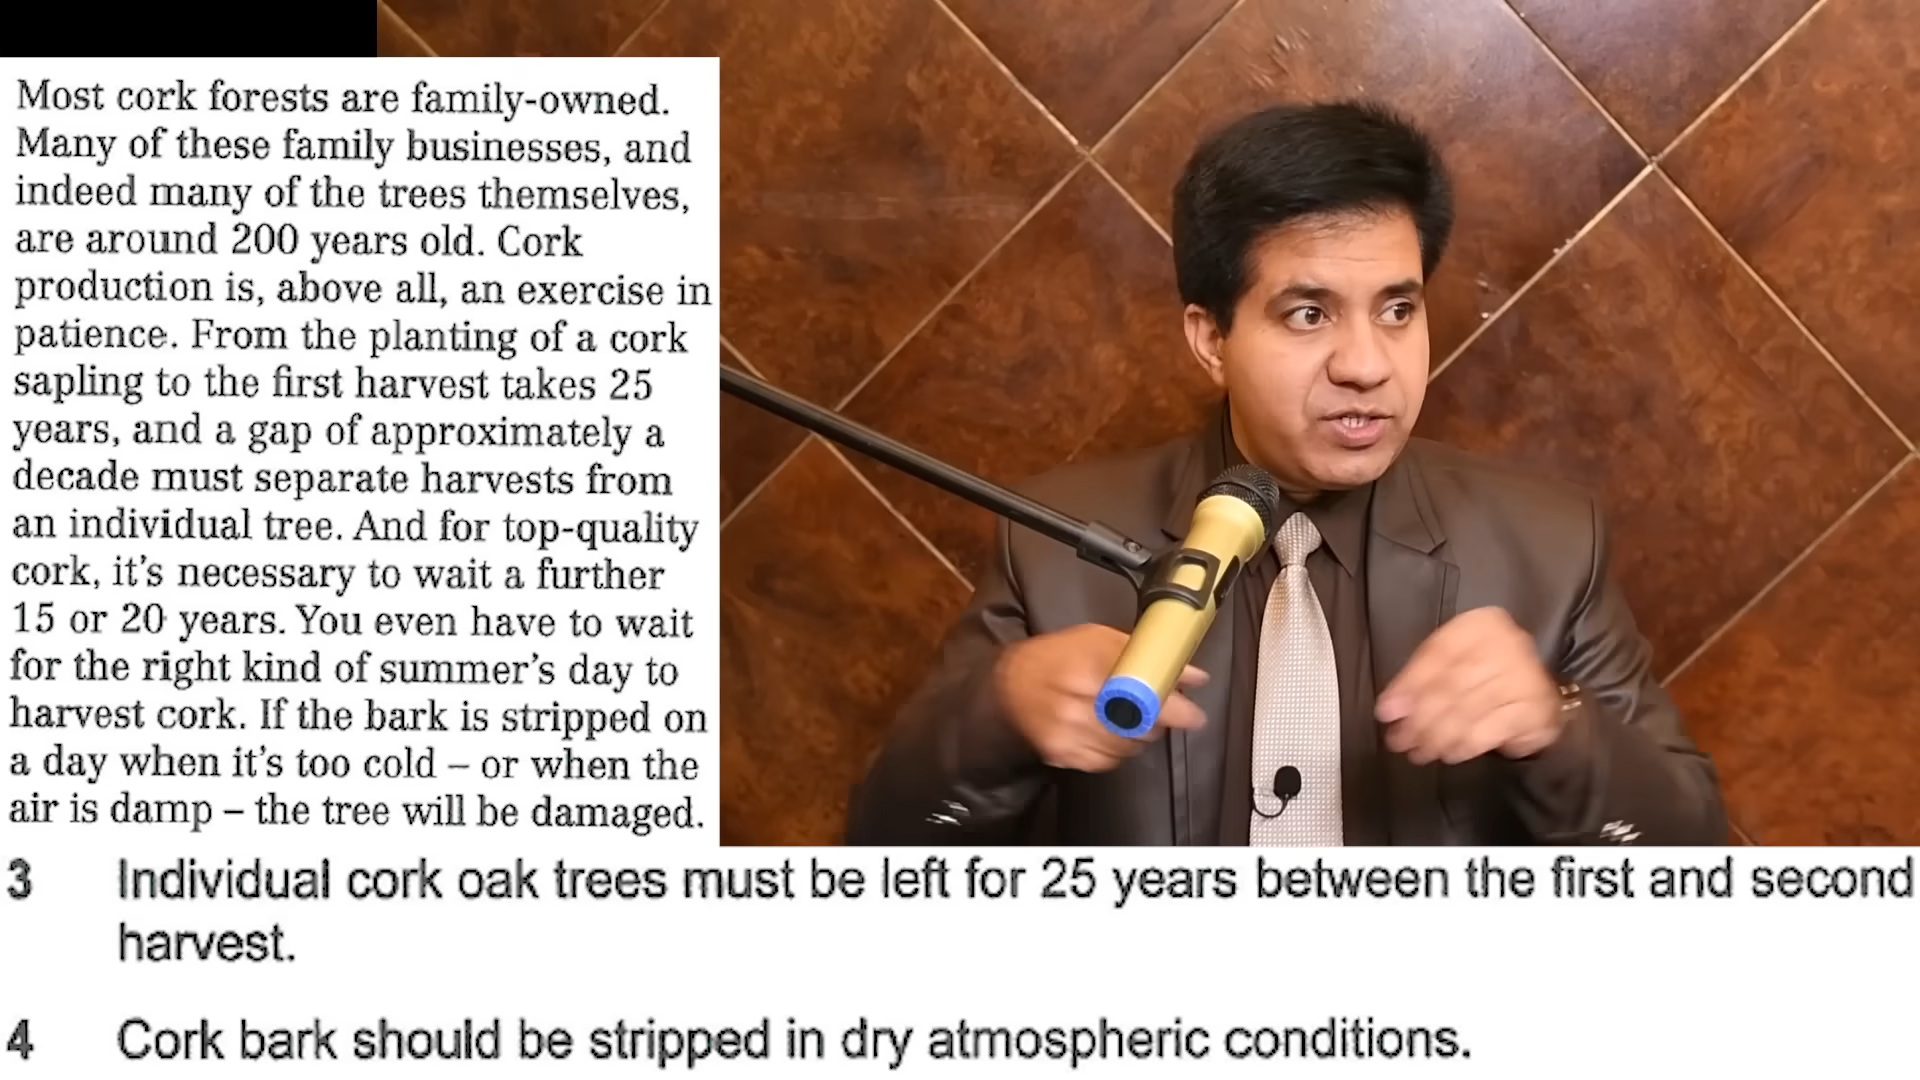 Most cork forests are family-owned.
Many of these family businesses, and
indeed many of the trees themselves,
are around 200 years old. Cork
production is, above all, an exercise in
patience. From the planting of a cork
sapling to the first harvest takes 25
years, and a gap of approximately a
decade must separate harvests from
an individual tree. And for top-quality
cork, it's necessary to wait a further
15 or 20 years. You even have to wait
for the right kind of summer's day to
harvest cork. If the bark is stripped on
a day when it's too cold – or when the
air is damp – the tree will be damaged.
3 Individual cork oak trees must be left for 25 years between the first and second
harvest.
4 Cork bark should be stripped in dry atmospheric conditions.